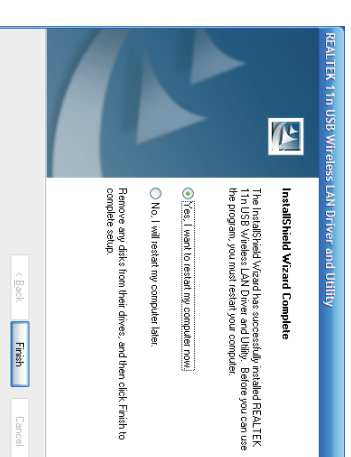 REALTEK 11n USB Wireless LAN Driver and Utility
InstallShield Wizard Complete
The InstallShield Wizard has successfully installed REALTEK
11n USB Wireless LAN Driver and Utility.  Before you can use
the program, you must restart your computer.
Yes, I want to restart my computer now.
No, I will restart my computer later.
Remove any disks from their drives, and then click Finish to
complete setup.
< Back
Finish
Cancel